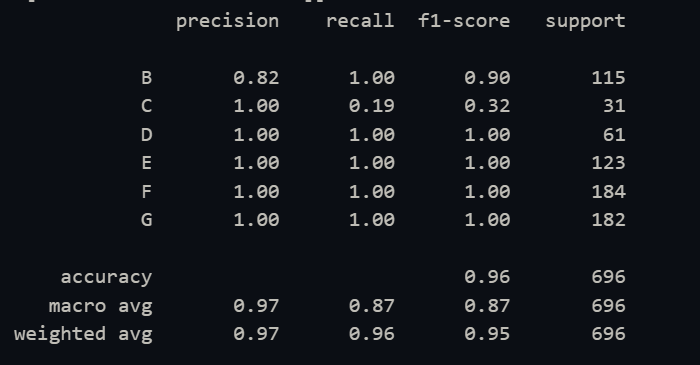 precision recall f1-score support
B 0.82 1.00 0.90 115
C 1.00 0.19 0.32 31
D 1.00 1.00 1.00 61
E 1.00 1.00 1.00 123
F 1.00 1.00 1.00 184
G 1.00 1.00 1.00 182
accuracy 0.96 696
macro avg 0.97 0.87 0.87 696
weighted avg 0.97 0.96 0.95 696